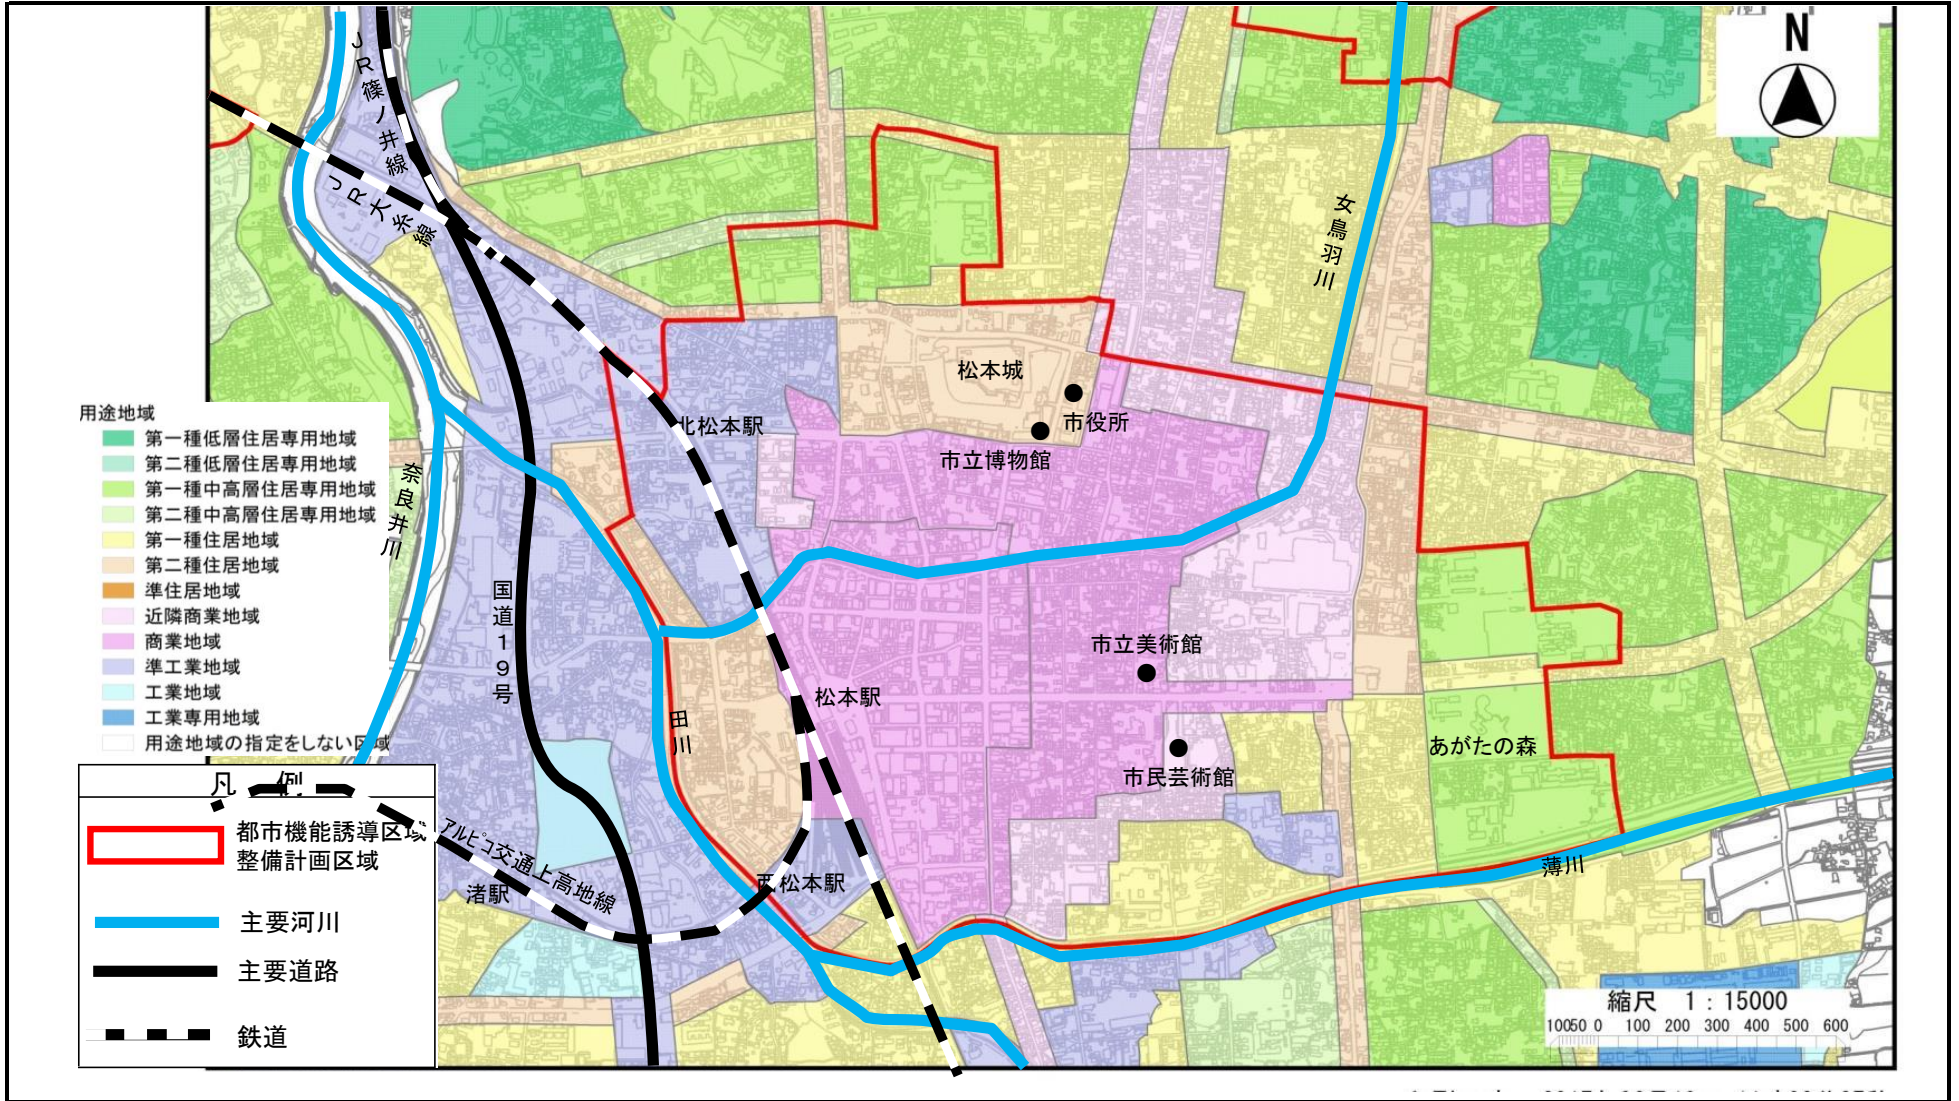 N
JR篠ノ井線
JR大糸線
女鳥羽川
松本城
市役所
北松本駅
市立博物館
用途地域
第一種低層住居専用地域
第二種低層住居専用地域
第一種中高層住居専用地域
第二種中高層住居専用地域
第一種住居地域
第二種住居地域
準住居地域
近隣商業地域
商業地域
準工業地域
工業地域
工業専用地域
用途地域の指定をしない区域
奈良井川
国道19号
市立美術館
松本駅
田川
あがたの森
市民芸術館
凡 例
都市機能誘導区域
整備計画区域
主要河川
主要道路
鉄道
アルピコ交通上高地線
渚駅
西松本駅
薄川
縮尺 1:15000
10050 0 100 200 300 400 500 600